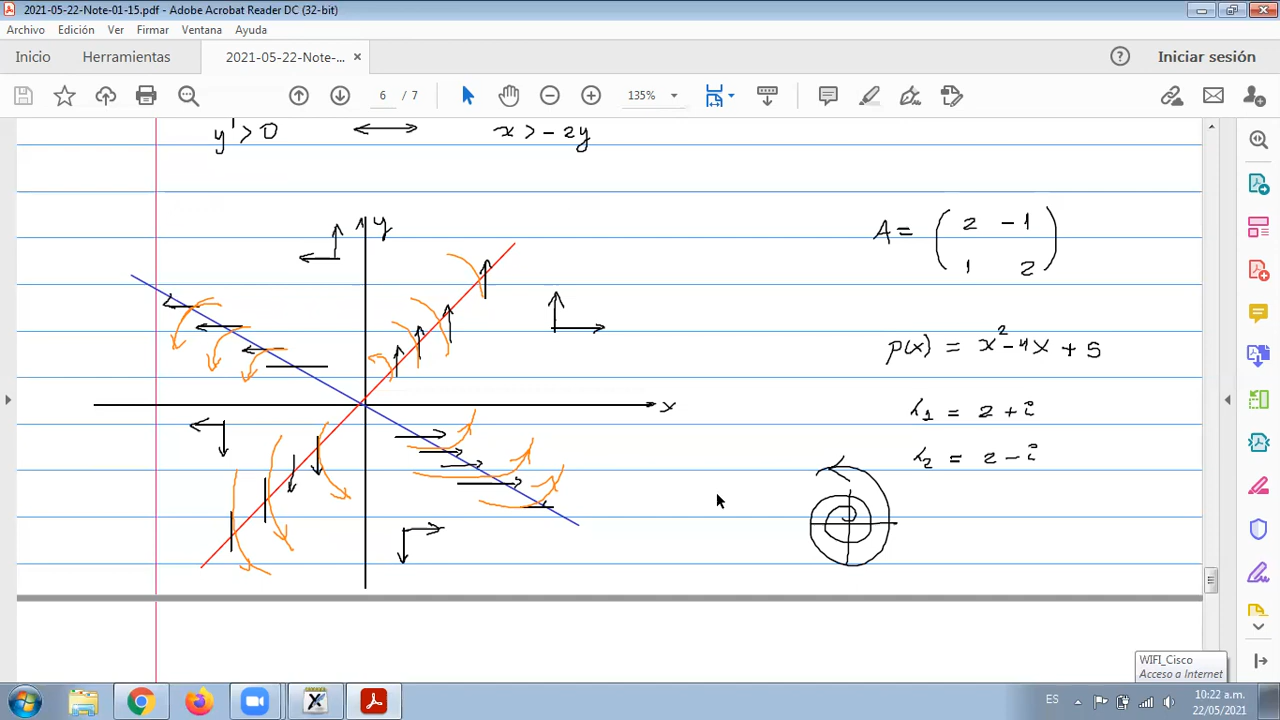 2021-05-22-Note-01-15.pdf - Adobe Acrobat Reader DC (32-bit)
Archivo Edición Ver Firmar Ventana Ayuda
Inicio Herramientas 2021-05-22-Note-... × Iniciar sesión
6 / 7 135%
y' > 0 ⟷ x > - 2y
y
x
A = ( 2 -1
1 2 )
p(x) = x² - 4x + 5
λ₁ = 2 + i
λ₂ = 2 - i
WIFI_Cisco
Acceso a Internet
ES 10:22 a.m.
22/05/2021